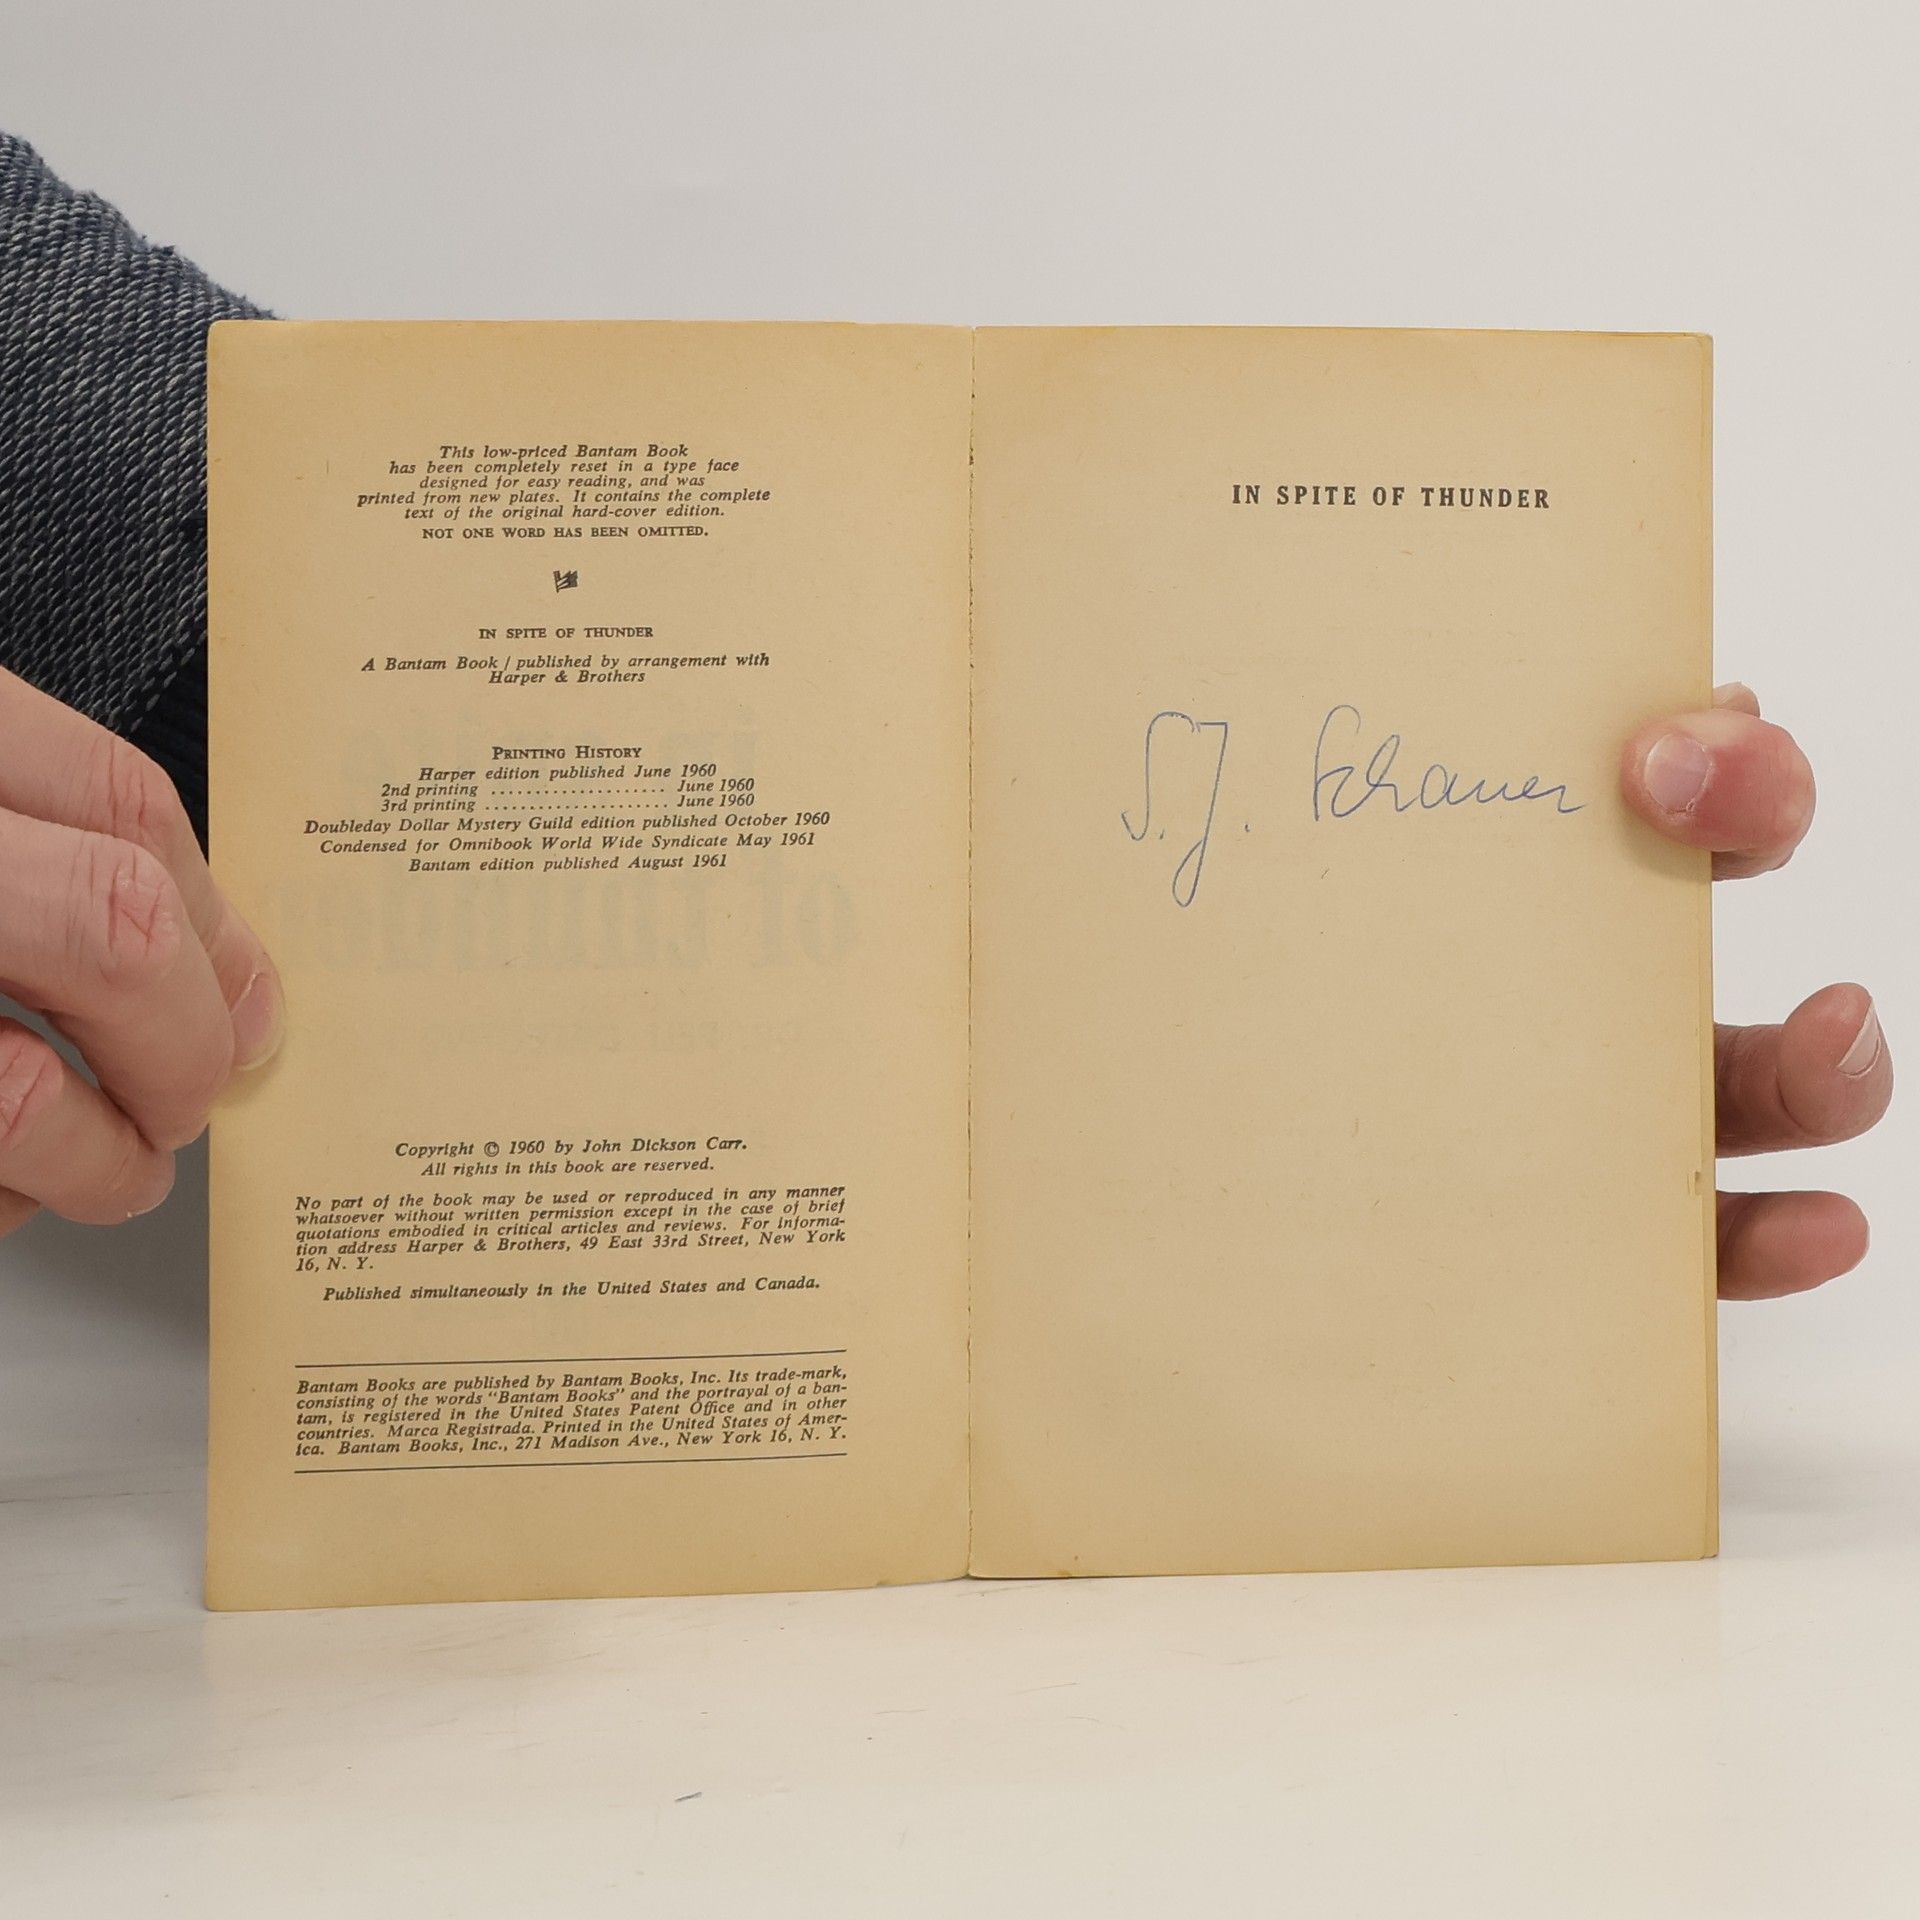 This low-priced Bantam Book
has been completely reset in a type face
designed for easy reading, and was
printed from new plates. It contains the complete
text of the original hard-cover edition.
NOT ONE WORD HAS BEEN OMITTED.
IN SPITE OF THUNDER
A Bantam Book / published by arrangement with
Harper & Brothers
PRINTING HISTORY
Harper edition published June 1960
2nd printing ..................... June 1960
3rd printing ...................... June 1960
Doubleday Dollar Mystery Guild edition published October 1960
Condensed for Omnibook World Wide Syndicate May 1961
Bantam edition published August 1961
Copyright © 1960 by John Dickson Carr.
All rights in this book are reserved.
No part of the book may be used or reproduced in any manner
whatsoever without written permission except in the case of brief
quotations embodied in critical articles and reviews. For informa-
tion address Harper & Brothers, 49 East 33rd Street, New York
16, N. Y.
Published simultaneously in the United States and Canada.
Bantam Books are published by Bantam Books, Inc. Its trade-mark,
consisting of the words "Bantam Books" and the portrayal of a ban-
tam, is registered in the United States Patent Office and in other
countries. Marca Registrada. Printed in the United States of Amer-
ica. Bantam Books, Inc., 271 Madison Ave., New York 16, N. Y.
IN SPITE OF THUNDER
S. J. Schauer